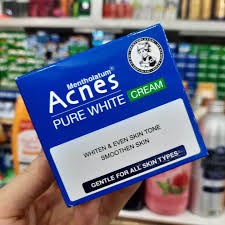 Mentholatum®
Acnes
PURE WHITE CREAM
WHITEN & EVEN SKIN TONE
SMOOTHEN SKIN
GENTLE FOR ALL SKIN TYPES